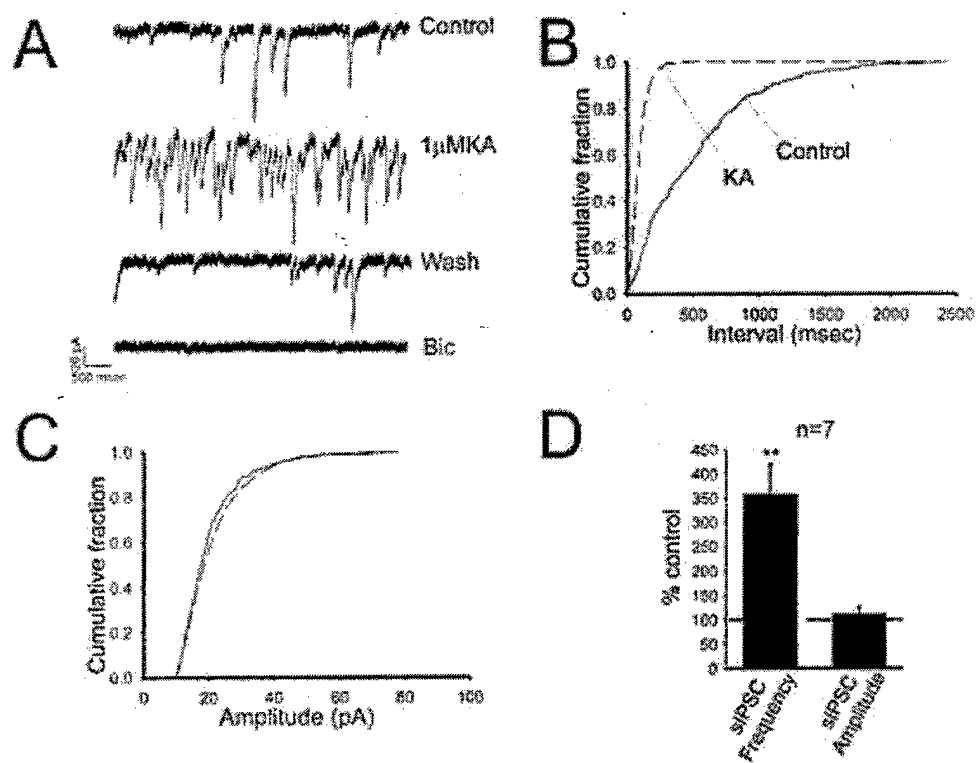 A
Control
1μMKA
Wash
Bic
500 msec
B
Cumulative fraction
1.0
0.8
0.6
0.4
0.2
0.0
KA
Control
0
500
1000
1500
2000
2500
Interval (msec)
C
Cumulative fraction
1.0
0.8
0.6
0.4
0.2
0.0
0
20
40
60
80
100
Amplitude (pA)
D
n=7
% control
450
400
350
300
250
200
150
100
50
0
**
sIPSC
Frequency
sIPSC
Amplitude